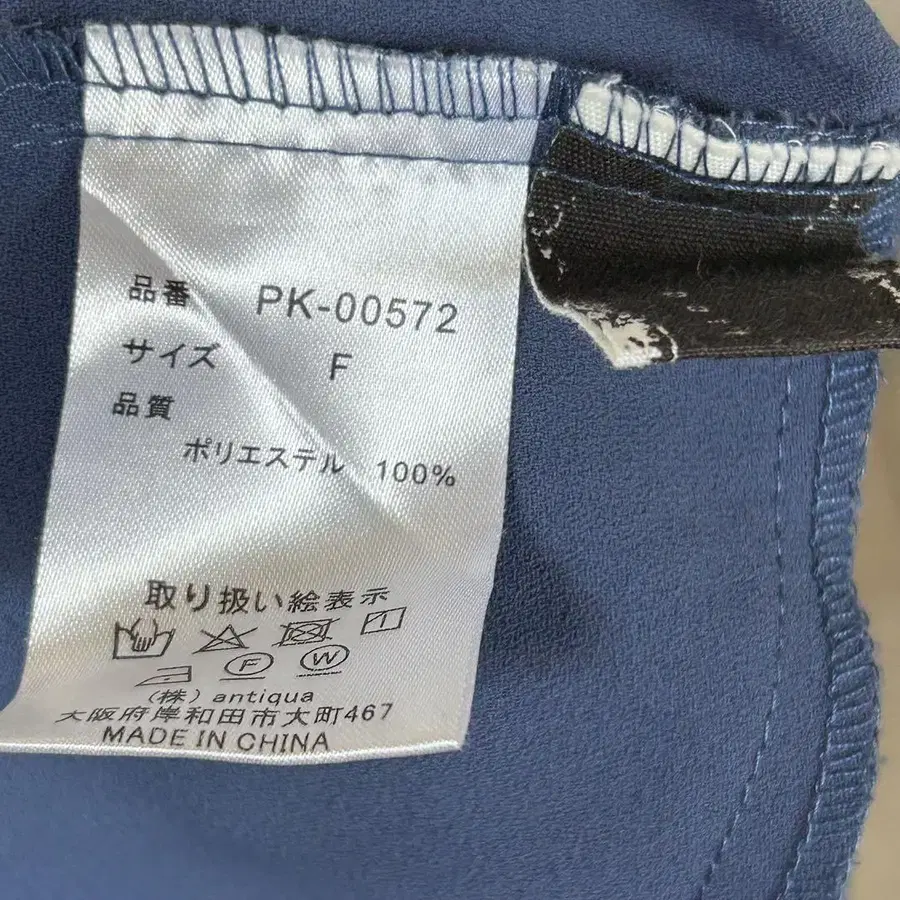 品番 PK-00572
サイズ F
品質
ポリエステル 100%
取り扱い絵表示
F W
(株) antiqua
大阪府岸和田市大町467
MADE IN CHINA